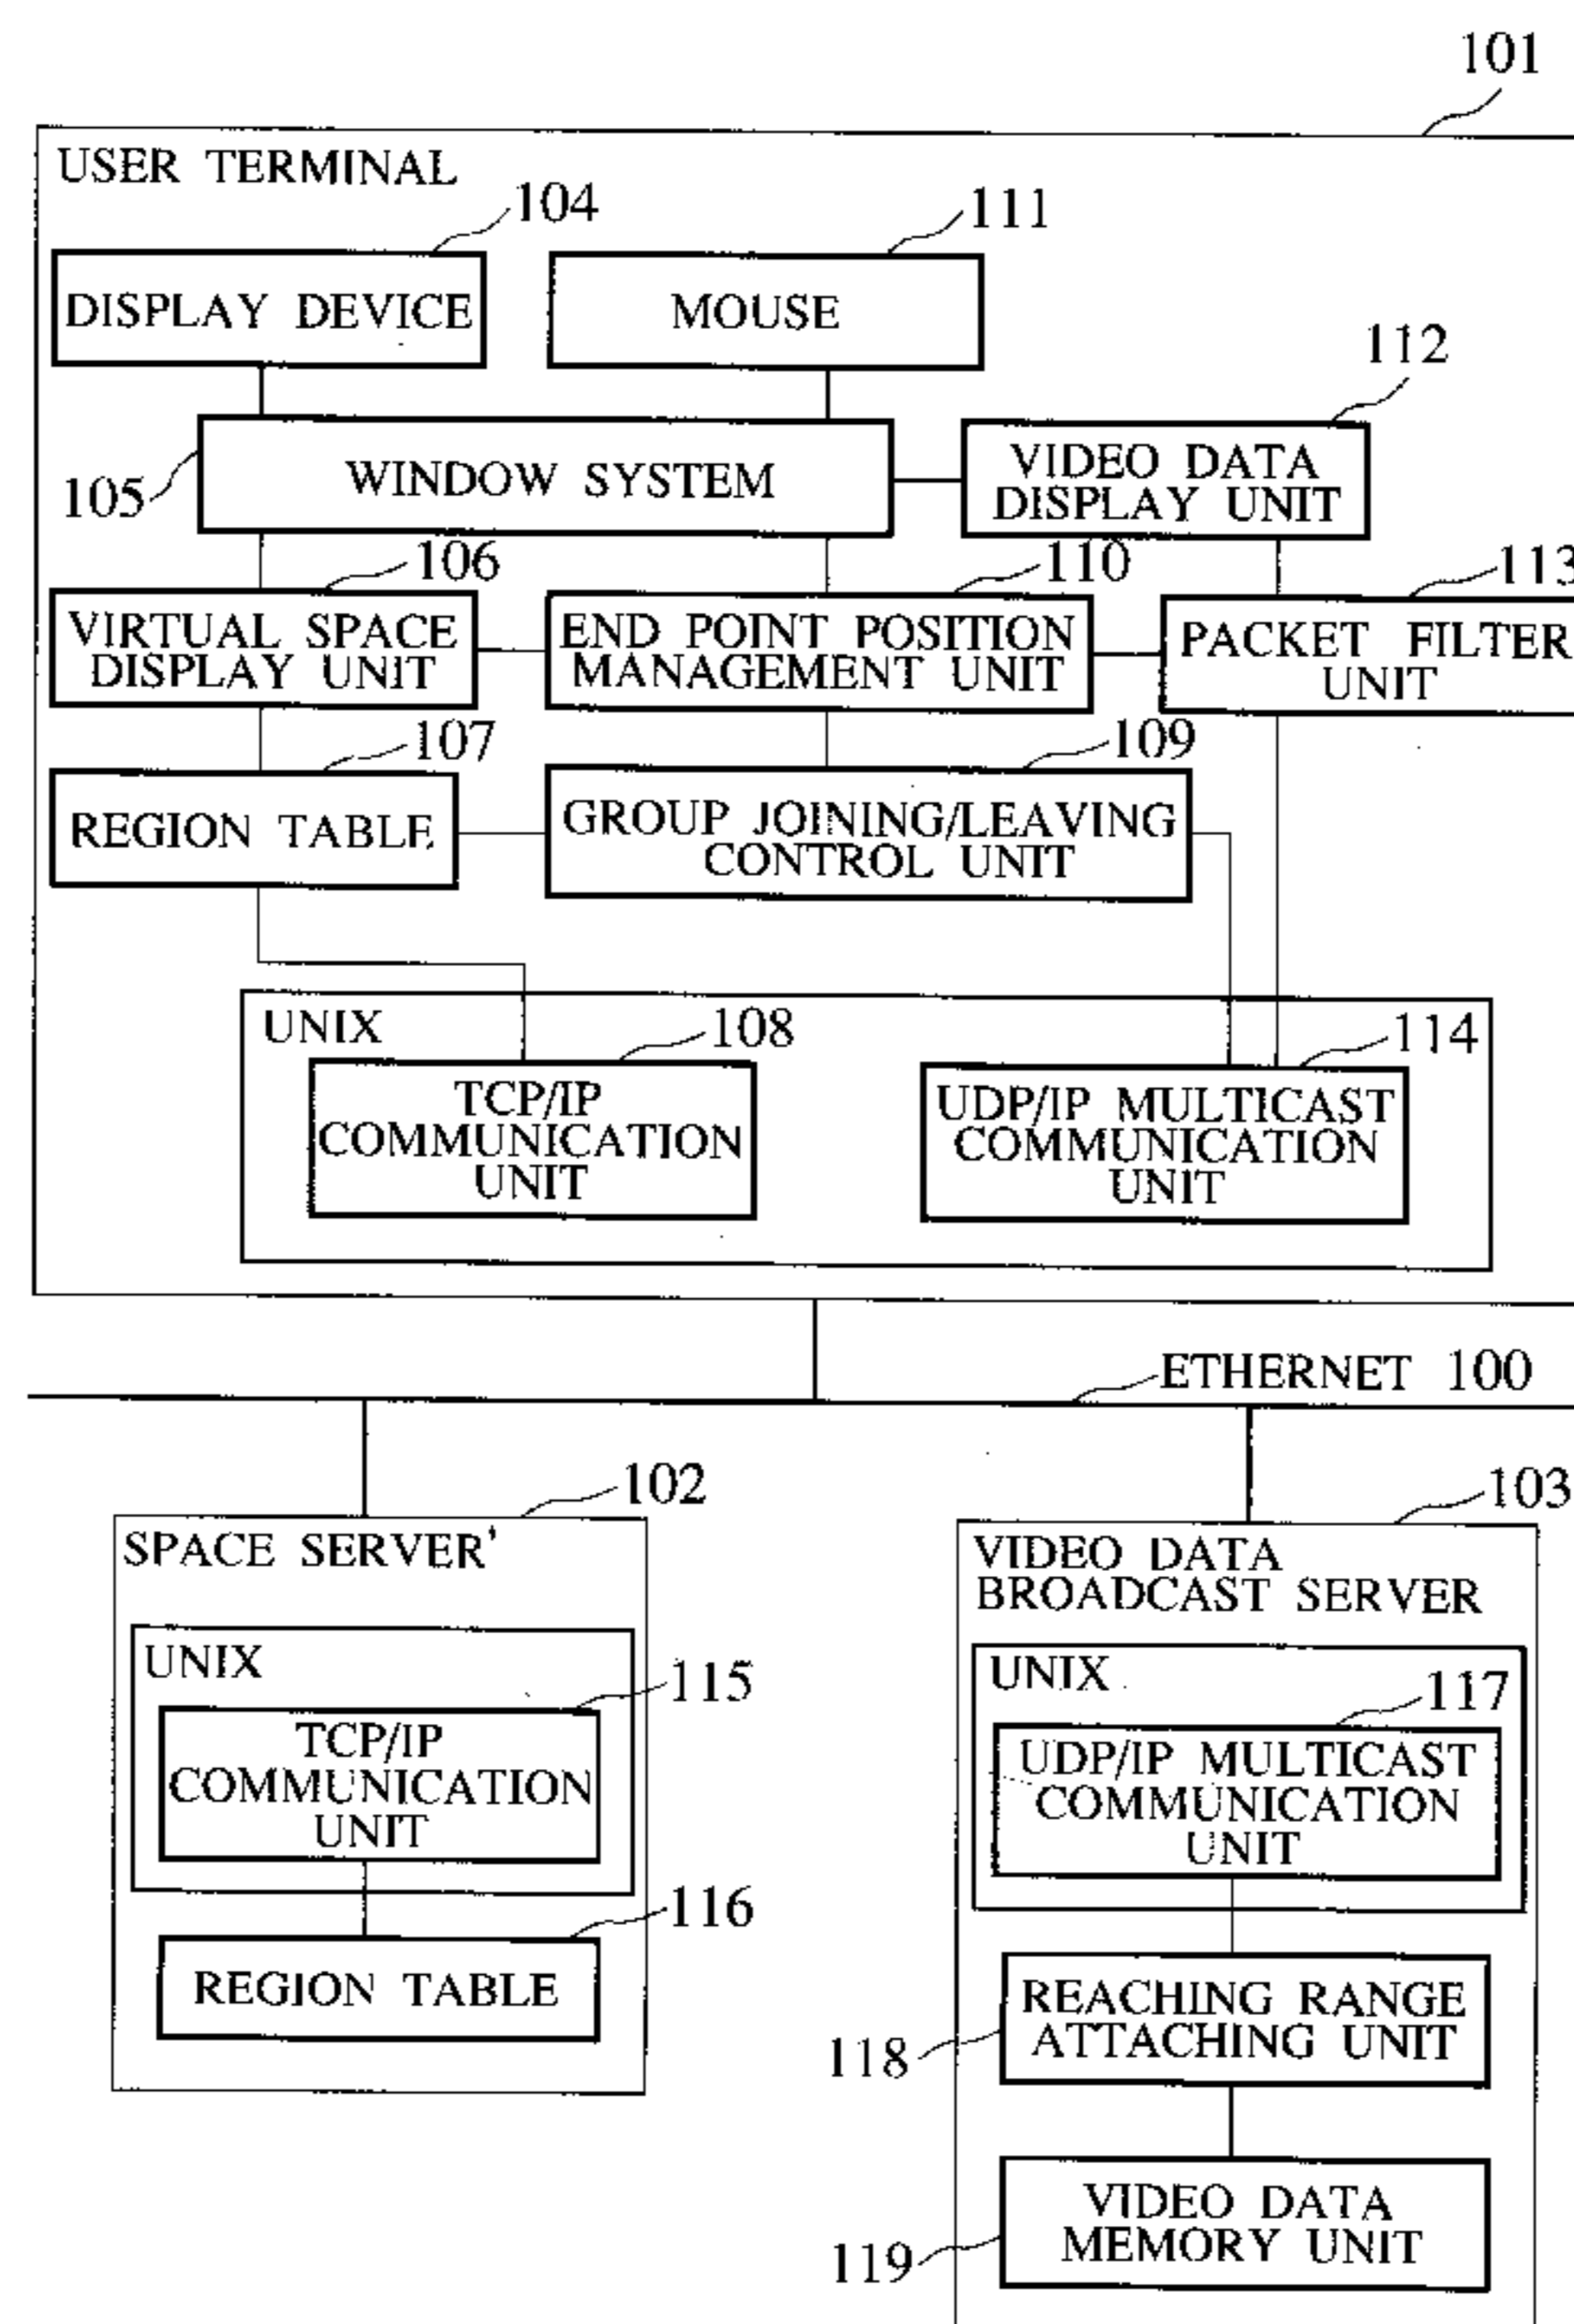 101
USER TERMINAL
104
111
DISPLAY DEVICE
MOUSE
112
105
WINDOW SYSTEM
VIDEO DATA
DISPLAY UNIT
106
110
113
VIRTUAL SPACE
DISPLAY UNIT
END POINT POSITION
MANAGEMENT UNIT
PACKET FILTER
UNIT
107
109
REGION TABLE
GROUP JOINING/LEAVING
CONTROL UNIT
UNIX
108
114
TCP/IP
COMMUNICATION
UNIT
UDP/IP MULTICAST
COMMUNICATION
UNIT
ETHERNET 100
102
103
SPACE SERVER'
UNIX
115
TCP/IP
COMMUNICATION
UNIT
116
REGION TABLE
VIDEO DATA
BROADCAST SERVER
UNIX
117
UDP/IP MULTICAST
COMMUNICATION
UNIT
118
REACHING RANGE
ATTACHING UNIT
119
VIDEO DATA
MEMORY UNIT